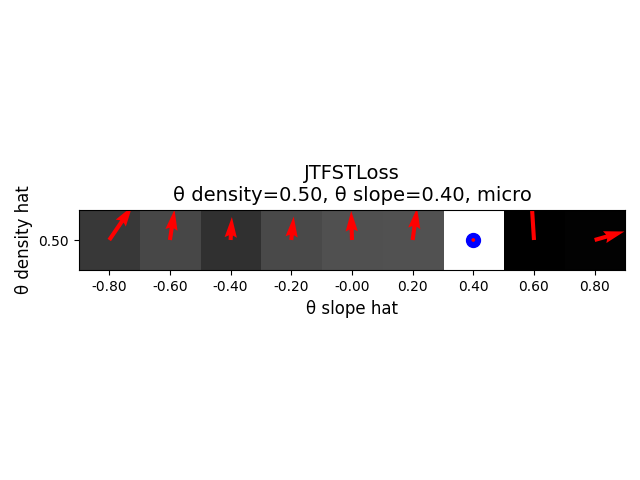 JTFSTLoss
θ density=0.50, θ slope=0.40, micro
θ density hat
0.50
-0.80 -0.60 -0.40 -0.20 -0.00 0.20 0.40 0.60 0.80
θ slope hat